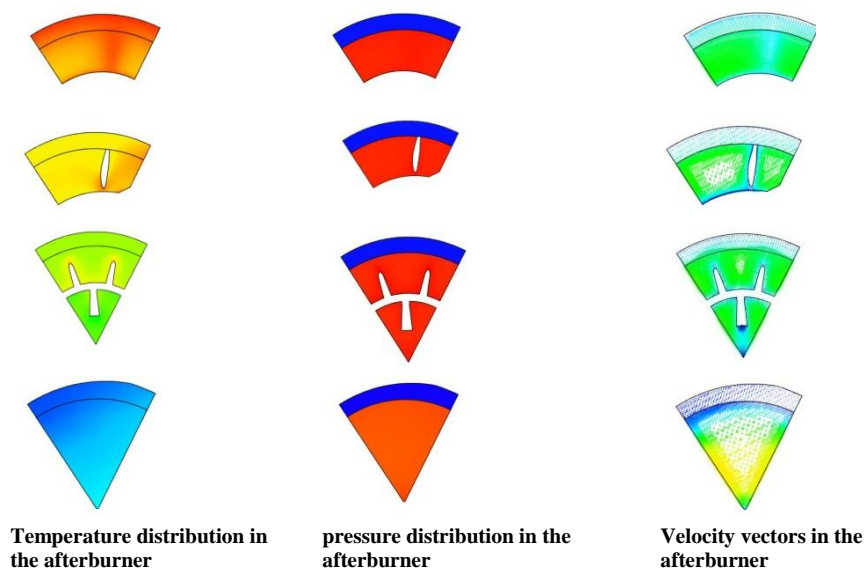 Temperature distribution in
the afterburner
pressure distribution in the
afterburner
Velocity vectors in the
afterburner